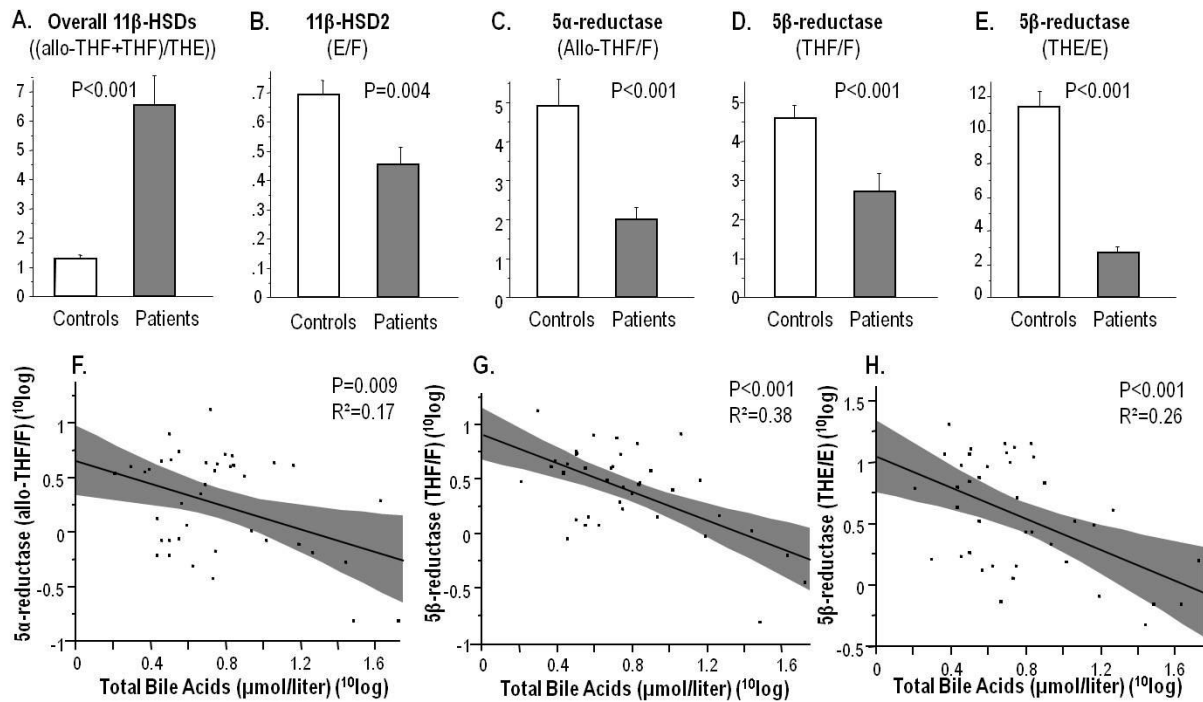 A. Overall 11β-HSDs
((allo-THF+THF)/THE))
P<0.001
7
6
5
4
3
2
1
0
Controls Patients
B. 11β-HSD2
(E/F)
P=0.004
.7
.6
.5
.4
.3
.2
.1
0
Controls Patients
C. 5α-reductase
(Allo-THF/F)
P<0.001
5
4
3
2
1
0
Controls Patients
D. 5β-reductase
(THF/F)
P<0.001
5
4
3
2
1
0
Controls Patients
E. 5β-reductase
(THE/E)
P<0.001
12
10
8
6
4
2
0
Controls Patients
F.
P=0.009
R²=0.17
5α-reductase (allo-THF/F) (¹⁰log)
1
0.5
0
-0.5
-1
0 0.4 0.8 1.2 1.6
Total Bile Acids (μmol/liter) (¹⁰log)
G.
P<0.001
R²=0.38
5β-reductase (THF/F) (¹⁰log)
1
0.5
0
-0.5
-1
0 0.4 0.8 1.2 1.6
Total Bile Acids (μmol/liter) (¹⁰log)
H.
P<0.001
R²=0.26
5β-reductase (THE/E) (¹⁰log)
1.5
1
0.5
0
-0.5
0 0.4 0.8 1.2 1.6
Total Bile Acids (μmol/liter) (¹⁰log)